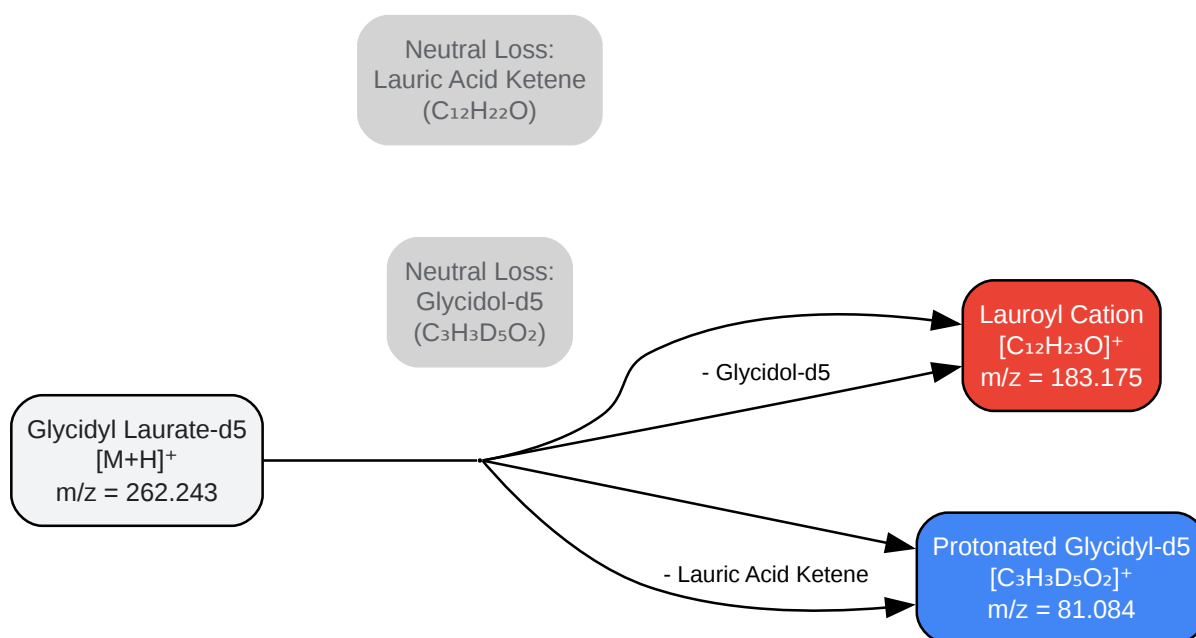 Neutral Loss:
Lauric Acid Ketene
(C₁₂H₂₂O)
Neutral Loss:
Glycidol-d5
(C₃H₃D₅O₂)
Lauroyl Cation
[C₁₂H₂₃O]⁺
m/z = 183.175
- Glycidol-d5
Glycidyl Laurate-d5
[M+H]⁺
m/z = 262.243
Protonated Glycidyl-d5
[C₃H₃D₅O₂]⁺
m/z = 81.084
- Lauric Acid Ketene